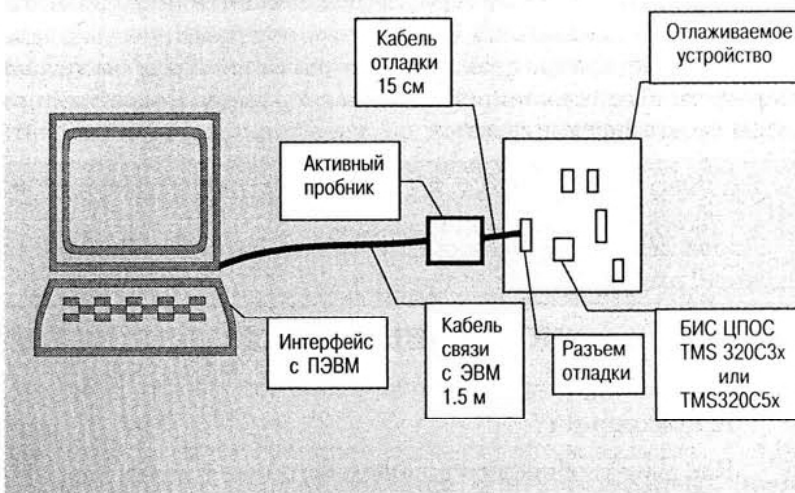 Кабель
отладки
15 см
Отлаживаемое
устройство
Активный
пробник
Интерфейс
с ПЭВМ
Кабель
связи
с ЭВМ
1.5 м
Разъем
отладки
БИС ЦПОС
TMS 320C3x
или
TMS320C5x